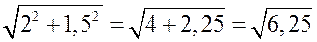 √(2² + 1,5²) = √(4 + 2,25) = √(6,25)